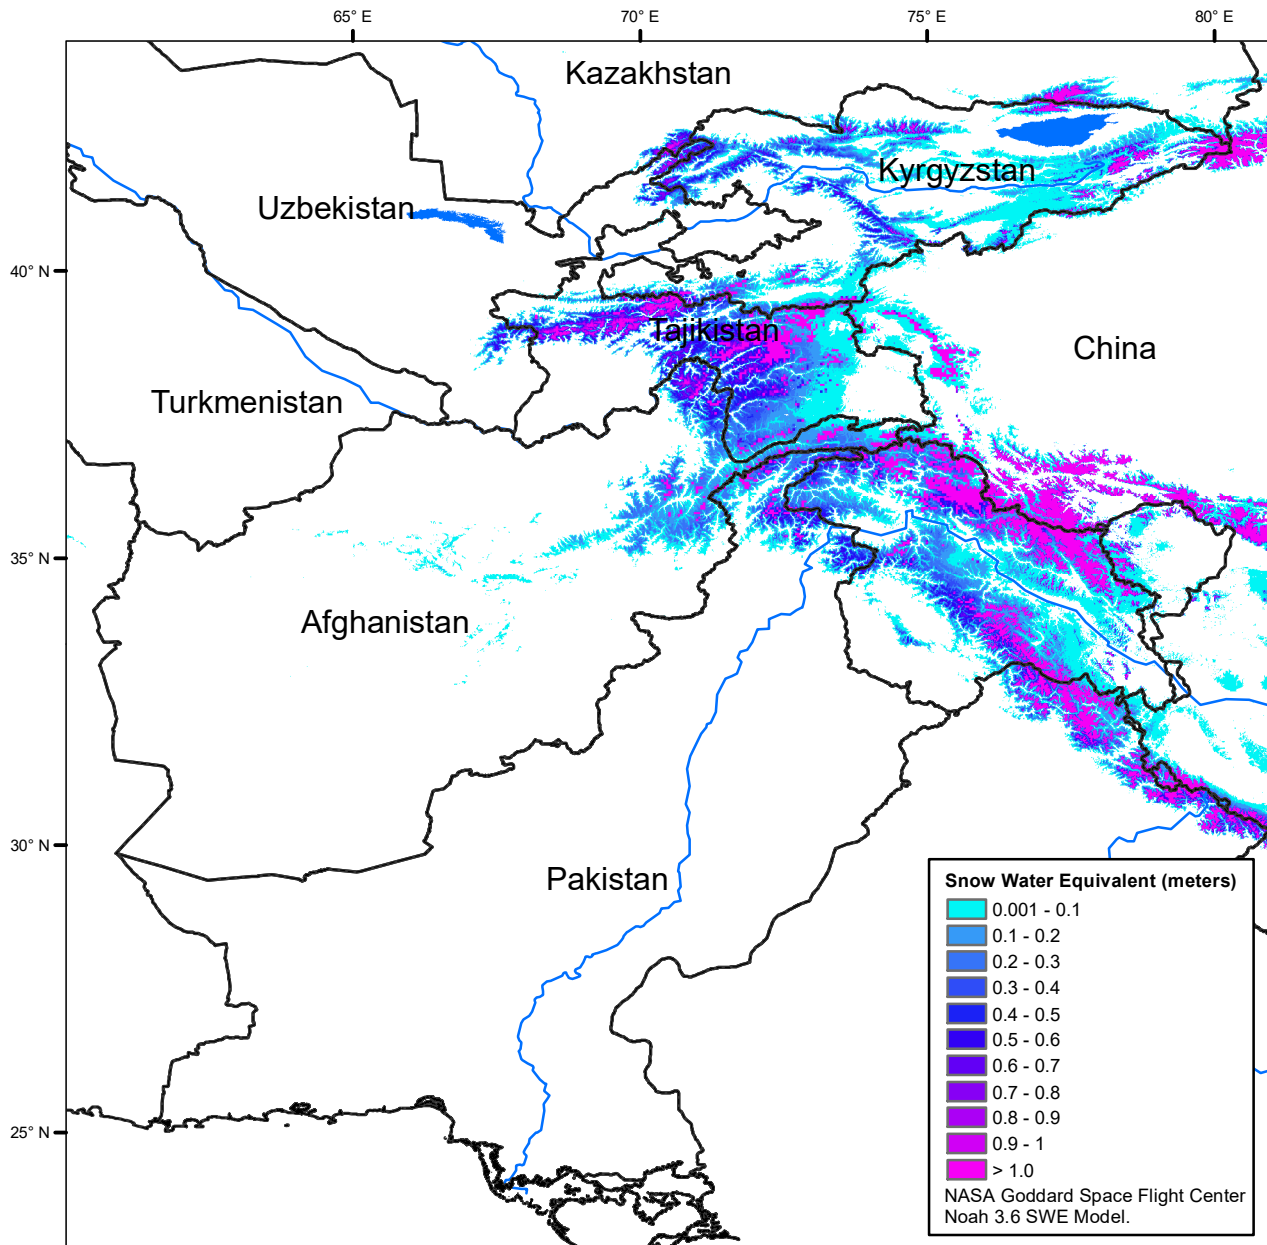 65° E
70° E
75° E
80° E
Kazakhstan
Kyrgyzstan
Uzbekistan
40° N
Tajikistan
China
Turkmenistan
35° N
Afghanistan
30° N
Pakistan
25° N
Snow Water Equivalent (meters)
0.001 - 0.1
0.1 - 0.2
0.2 - 0.3
0.3 - 0.4
0.4 - 0.5
0.5 - 0.6
0.6 - 0.7
0.7 - 0.8
0.8 - 0.9
0.9 - 1
> 1.0
NASA Goddard Space Flight Center
Noah 3.6 SWE Model.